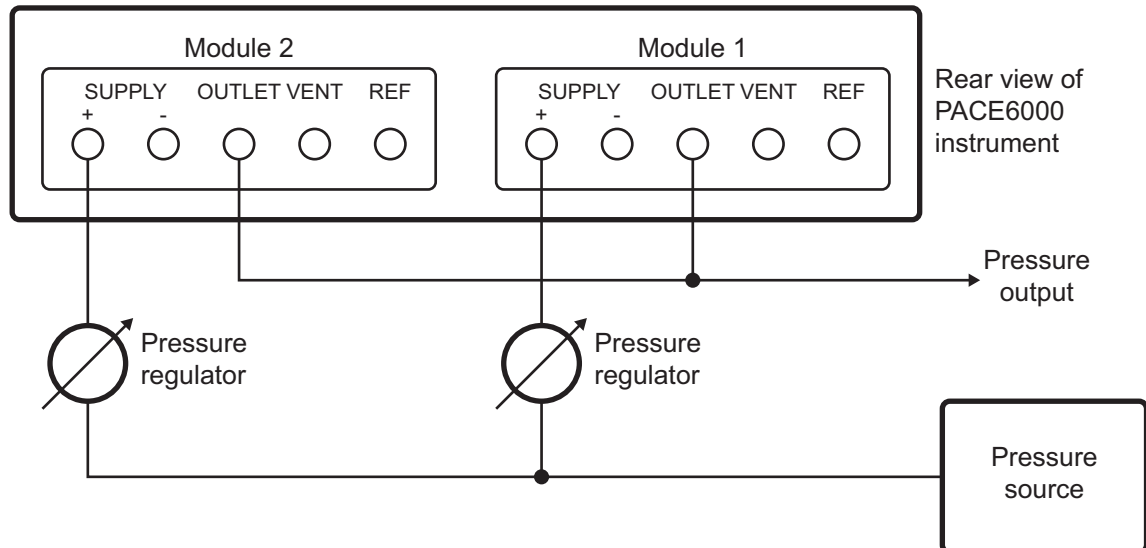 Module 2
Module 1
SUPPLY OUTLET VENT REF
+ -
SUPPLY OUTLET VENT REF
+ -
Rear view of
PACE6000
instrument
Pressure
output
Pressure
regulator
Pressure
regulator
Pressure
source